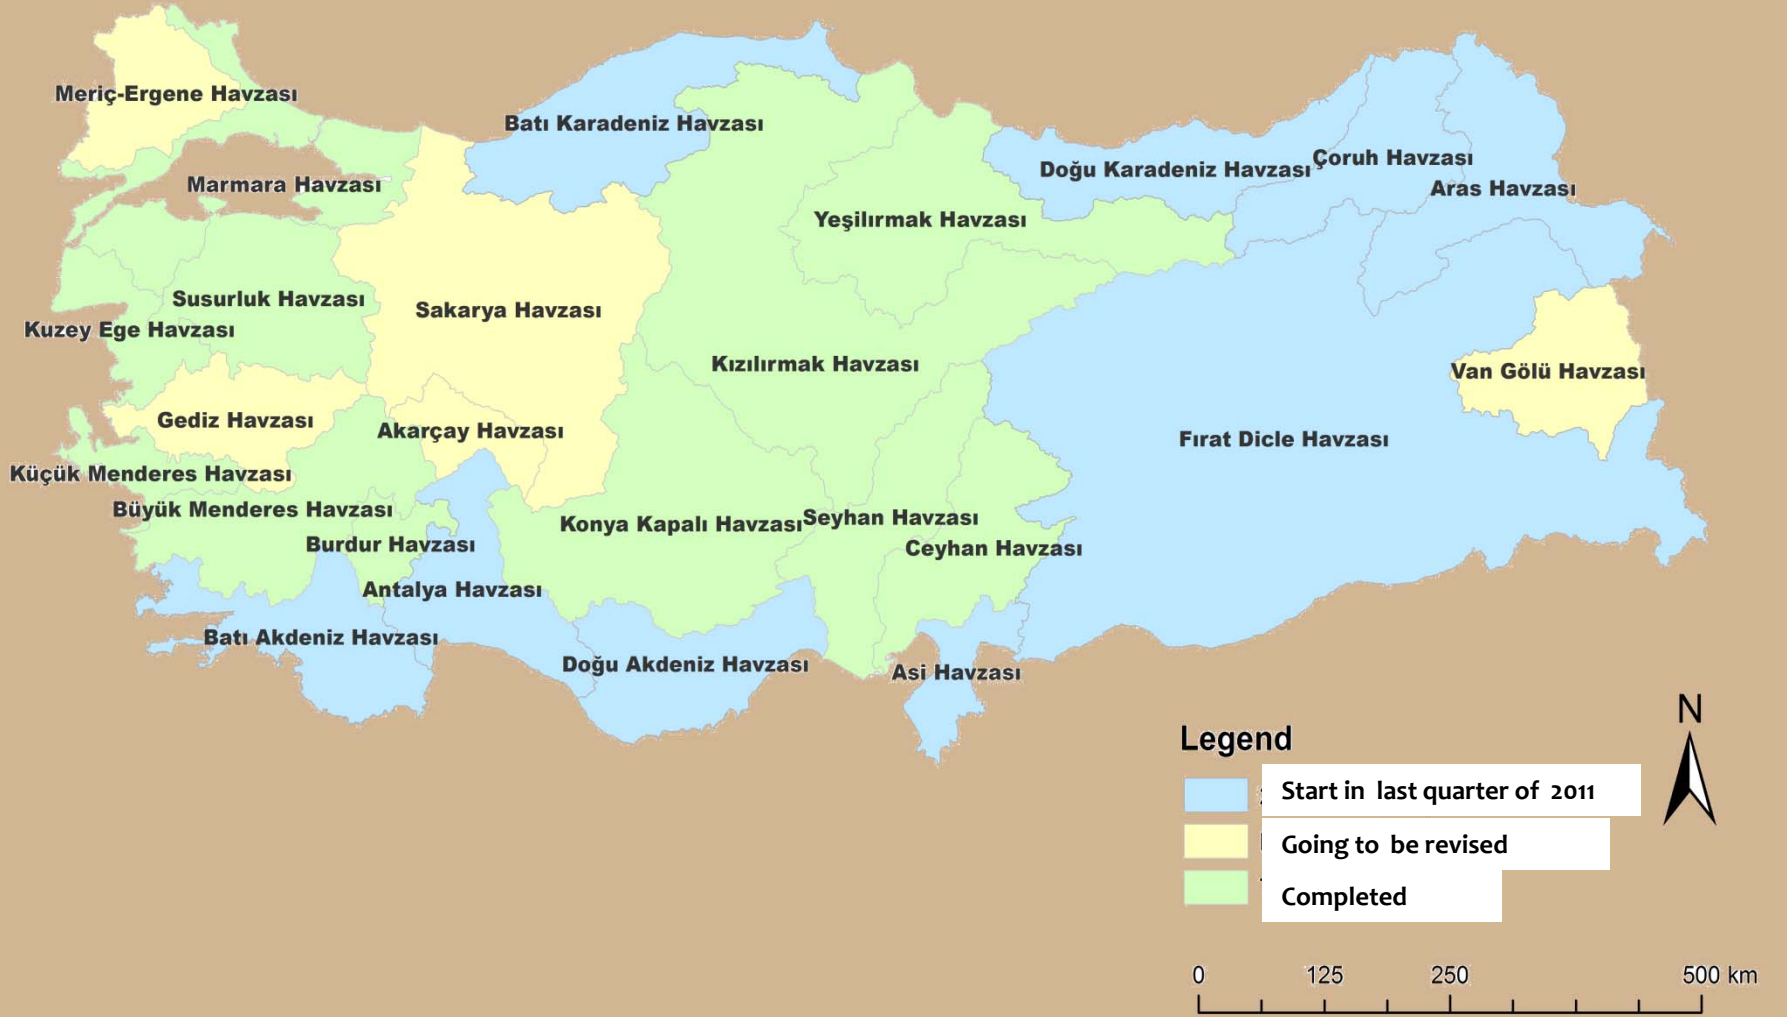 Meriç-Ergene Havzası
Batı Karadeniz Havzası
Çoruh Havzası
Doğu Karadeniz Havzası
Marmara Havzası
Aras Havzası
Yeşilırmak Havzası
Susurluk Havzası
Sakarya Havzası
Kuzey Ege Havzası
Kızılırmak Havzası
Van Gölü Havzası
Gediz Havzası
Akarçay Havzası
Fırat Dicle Havzası
Küçük Menderes Havzası
Büyük Menderes Havzası
Konya Kapalı Havzası
Seyhan Havzası
Burdur Havzası
Ceyhan Havzası
Antalya Havzası
Batı Akdeniz Havzası
Doğu Akdeniz Havzası
Asi Havzası
N
Legend
Start in last quarter of 2011
Going to be revised
Completed
0 125 250 500 km